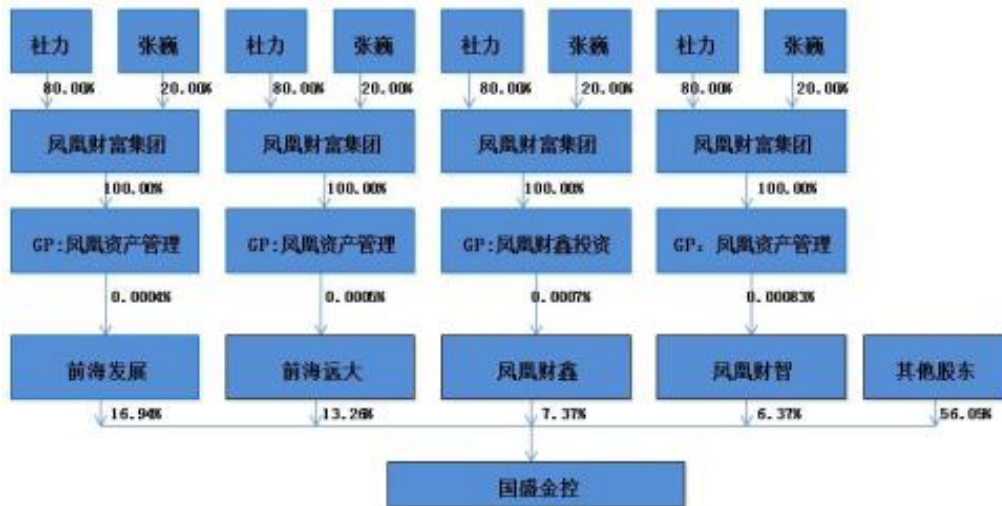 杜力 张巍 杜力 张巍 杜力 张巍 杜力 张巍
80.00% 20.00% 80.00% 20.00% 80.00% 20.00% 80.00% 20.00%
凤凰财富集团 凤凰财富集团 凤凰财富集团 凤凰财富集团
100.00% 100.00% 100.00% 100.00%
GP:凤凰资产管理 GP:凤凰资产管理 GP:凤凰财鑫投资 GP：凤凰资产管理
0.0004% 0.0005% 0.0007% 0.00083%
前海发展 前海远大 凤凰财鑫 凤凰财智 其他股东
16.94% 13.26% 7.37% 6.37% 56.05%
国盛金控